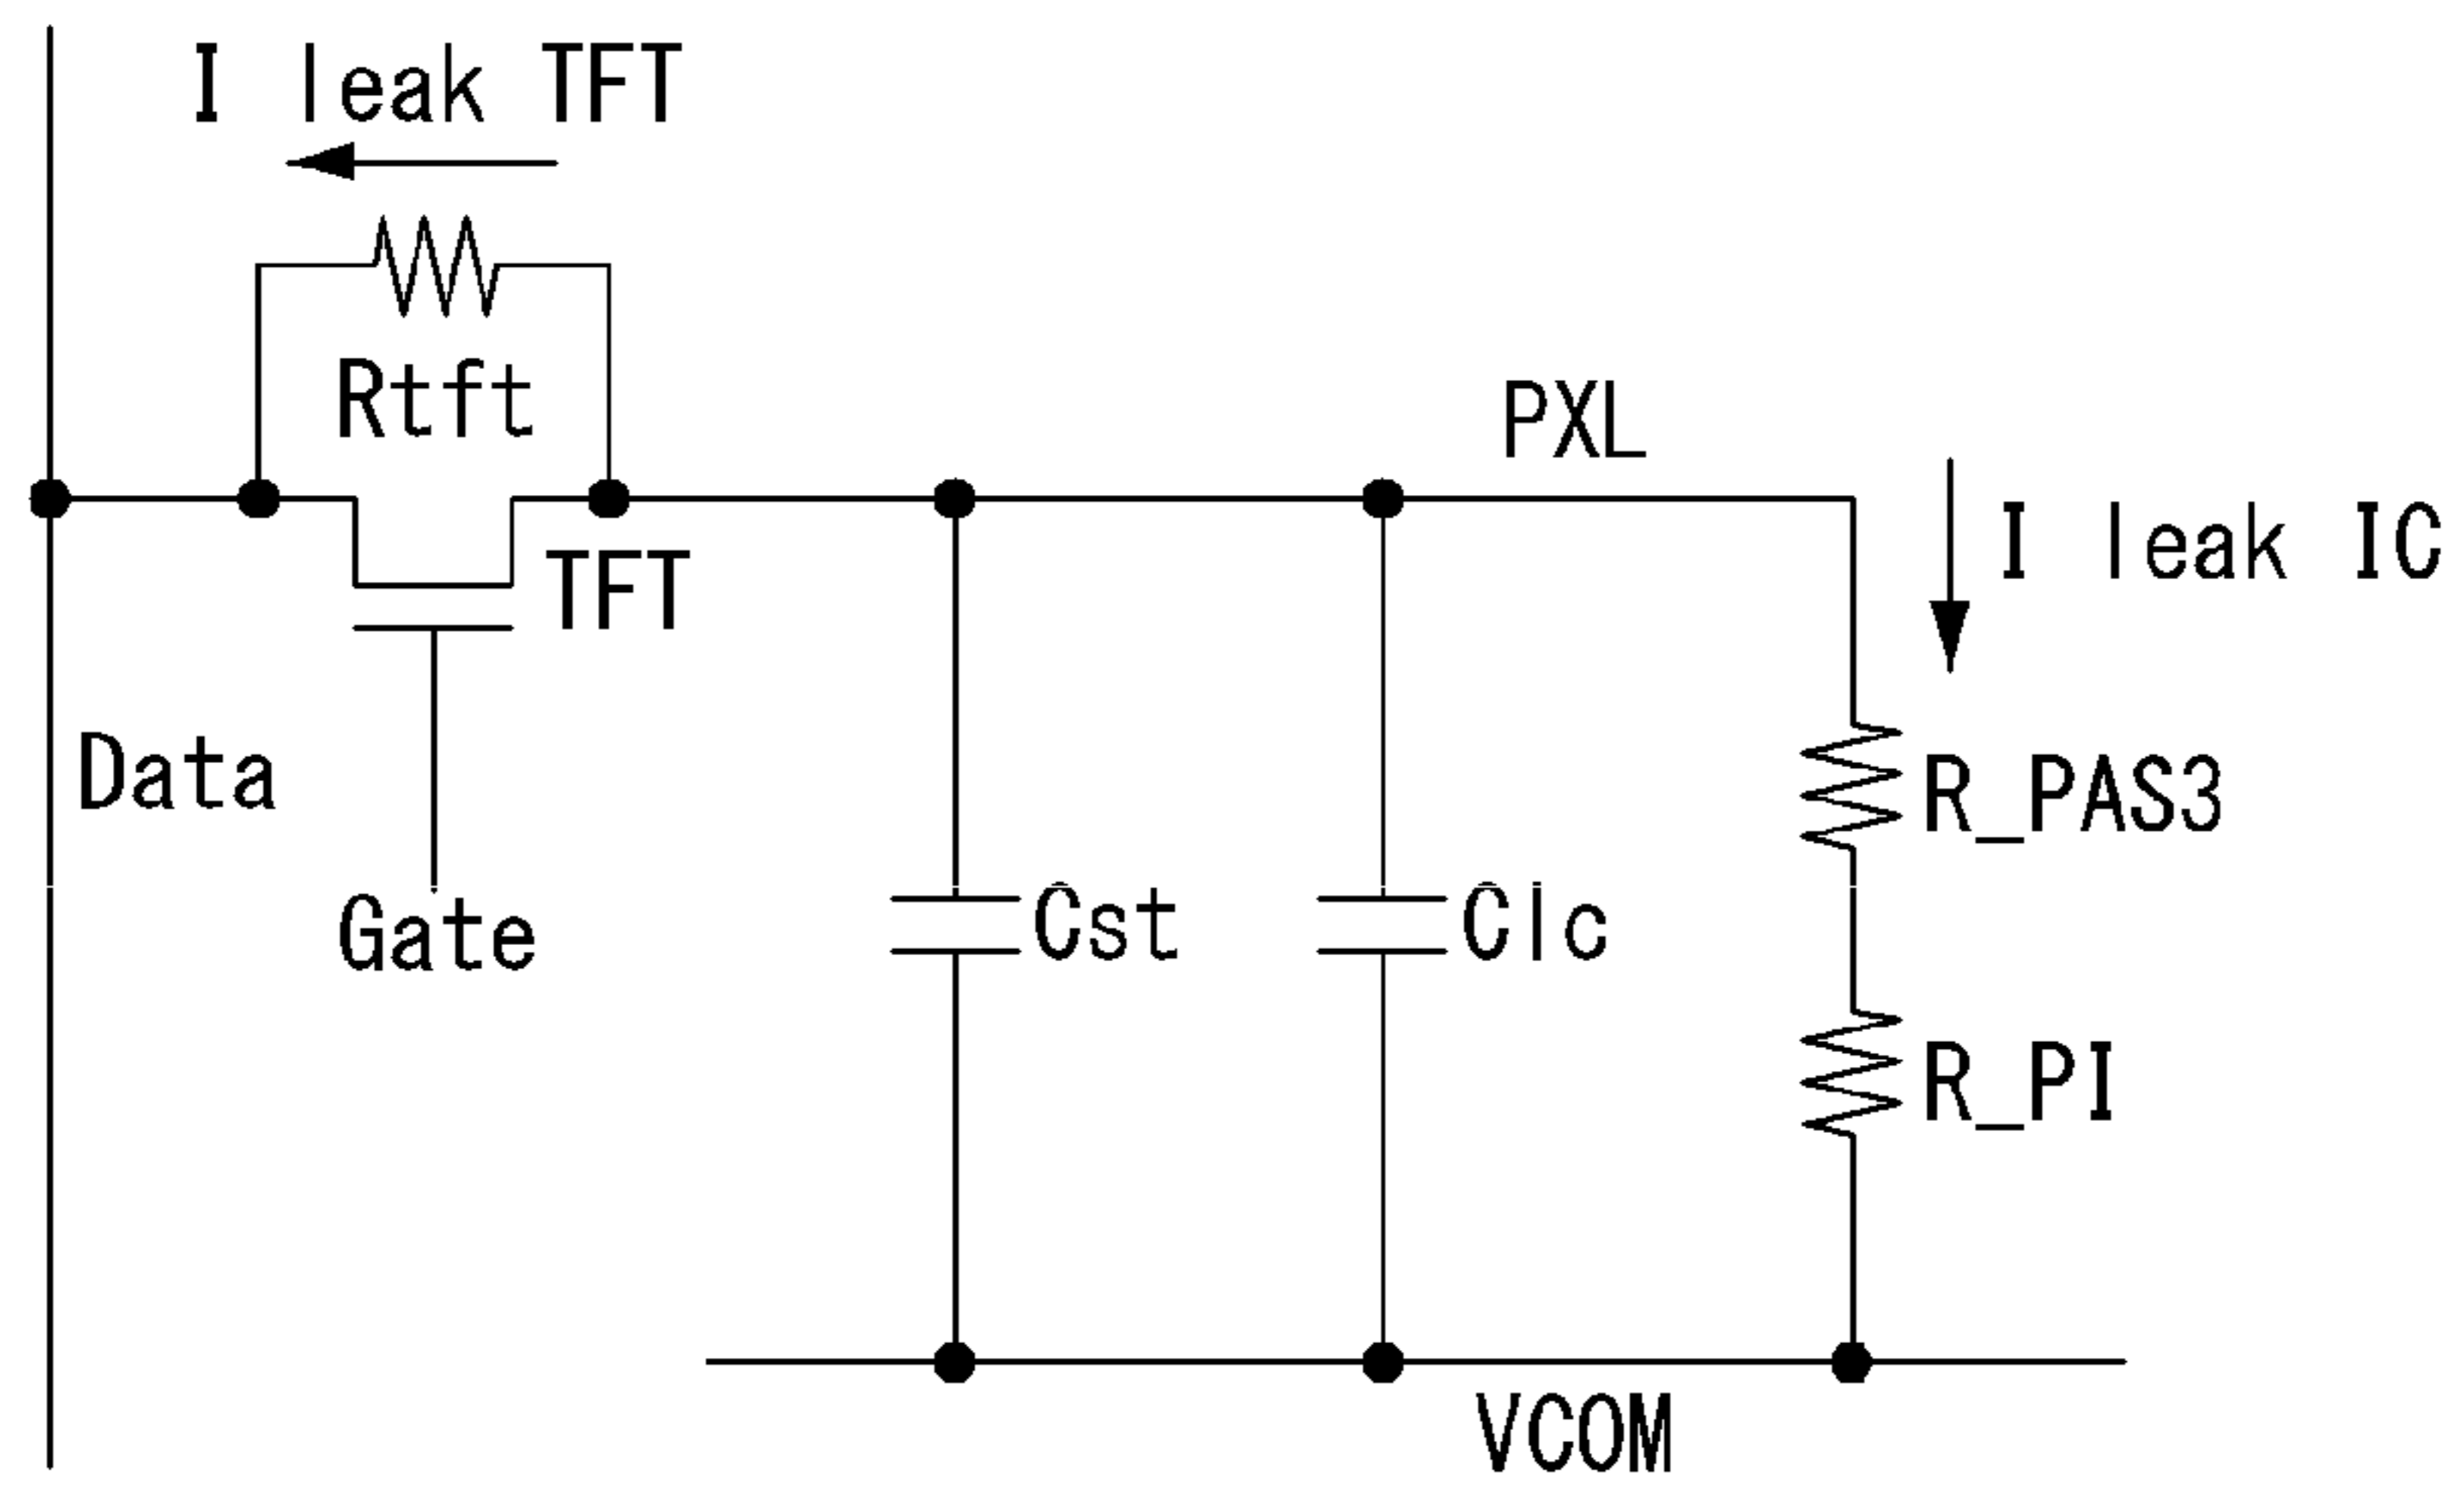 I leak TFT
Rtft
PXL
I leak IC
TFT
Data
R_PAS3
Gate
Cst
Clc
R_PI
VCOM